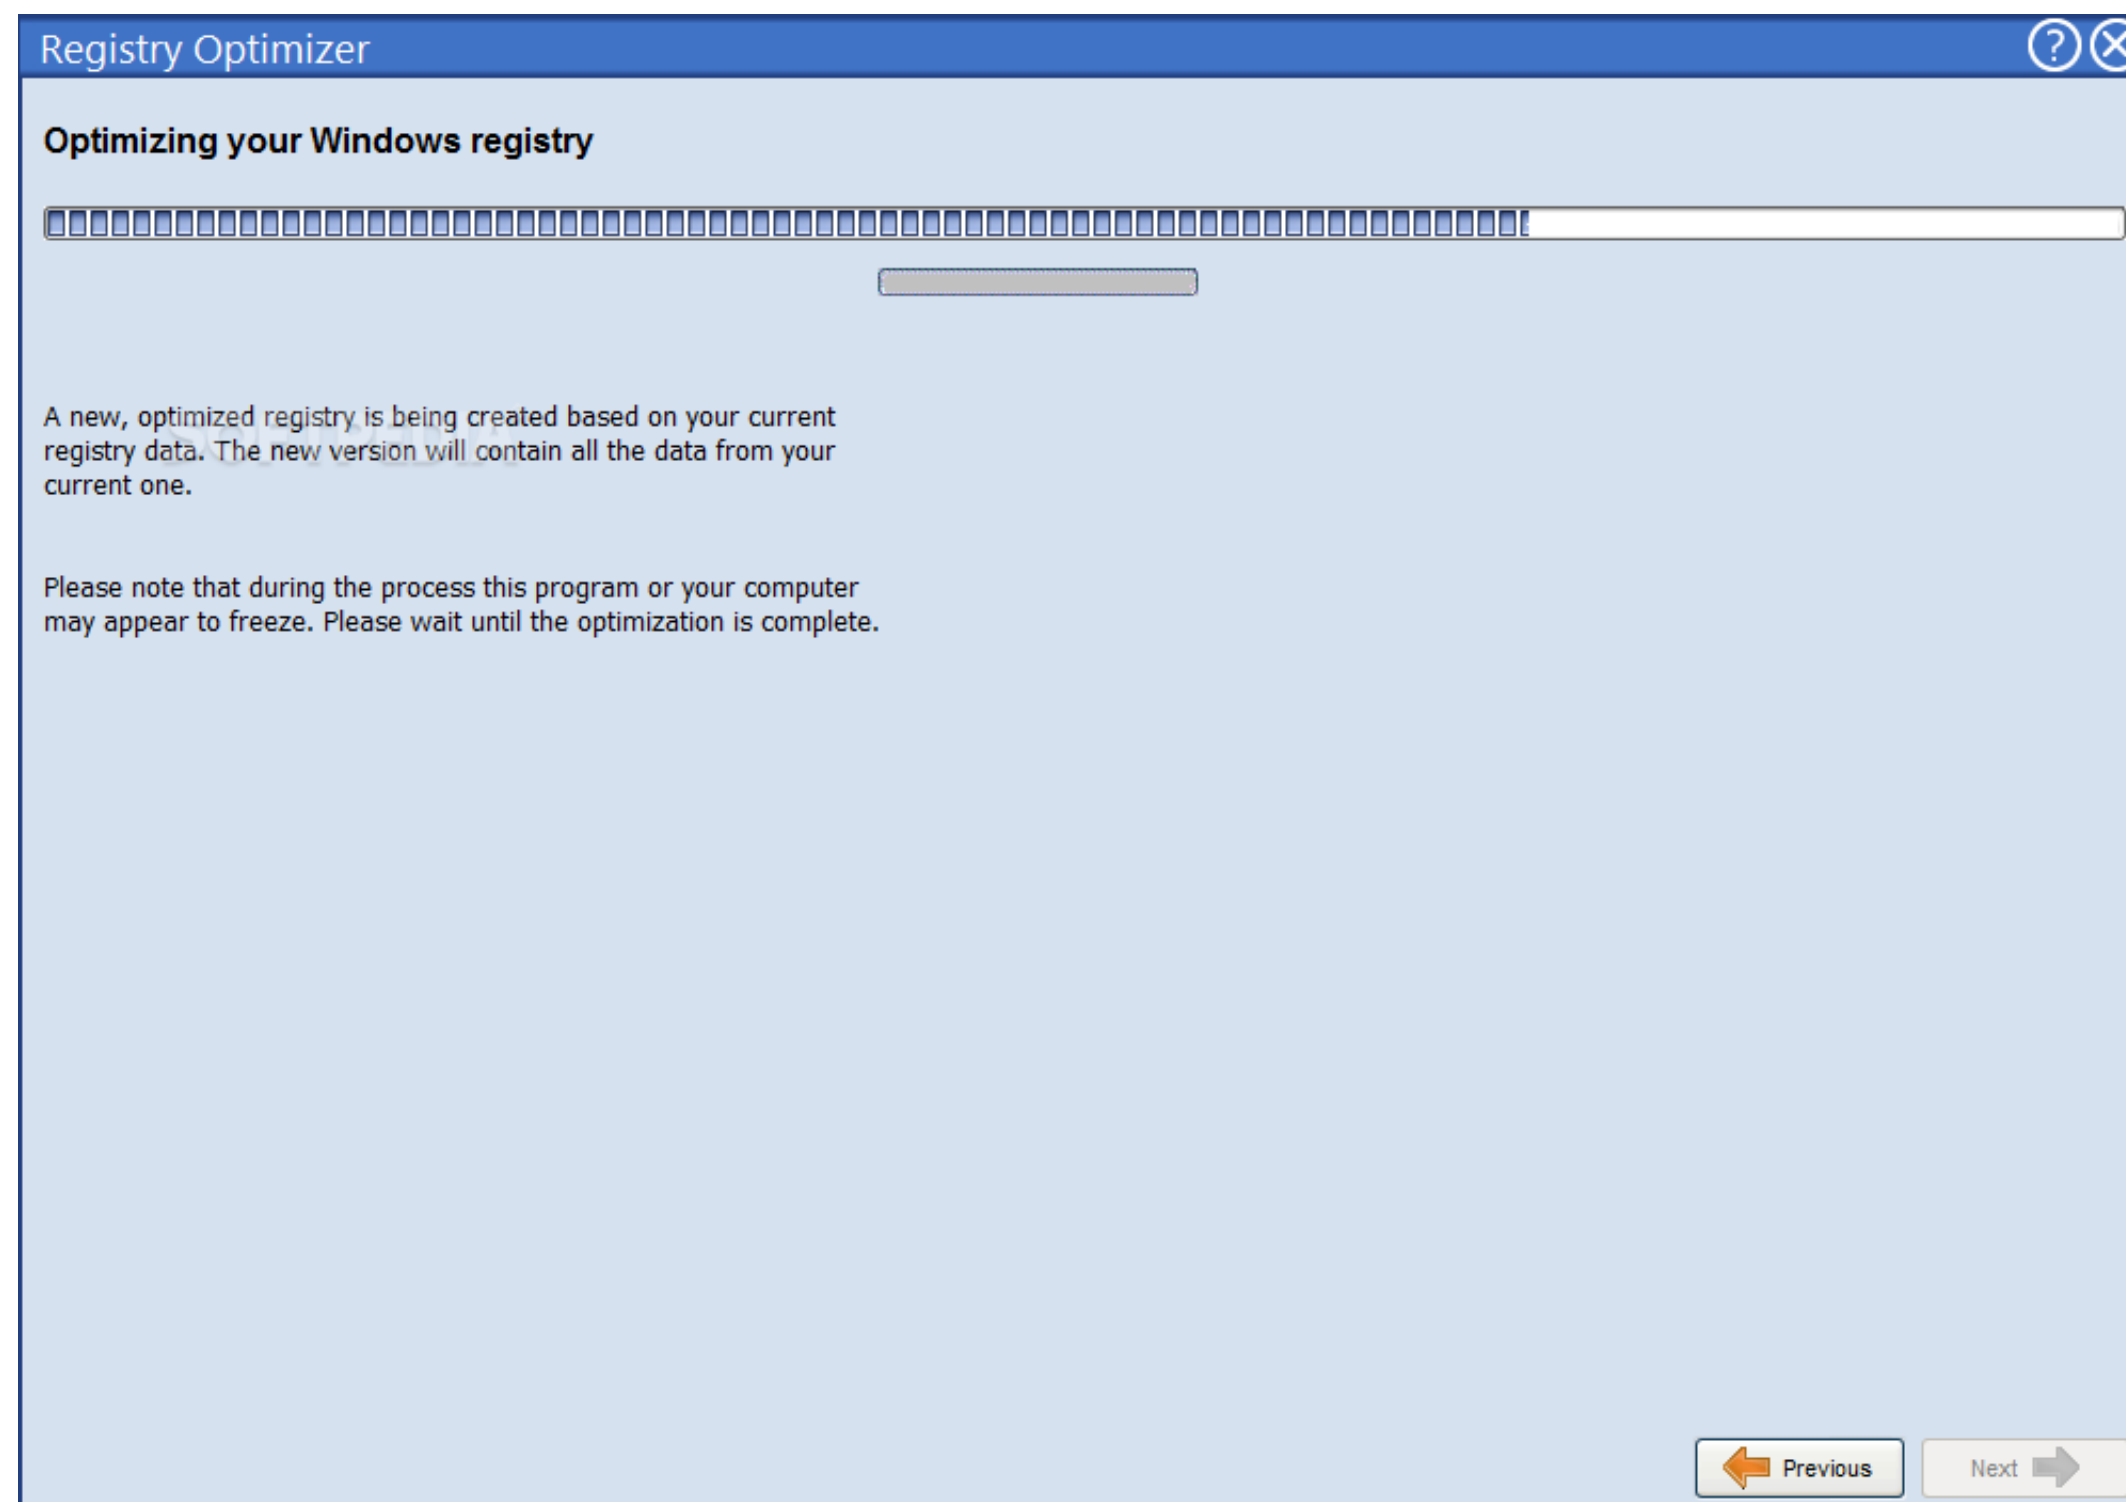 Registry Optimizer
Optimizing your Windows registry
A new, optimized registry is being created based on your current
registry data. The new version will contain all the data from your
current one.
SOFTPEDIA
Please note that during the process this program or your computer
may appear to freeze. Please wait until the optimization is complete.
Previous
Next